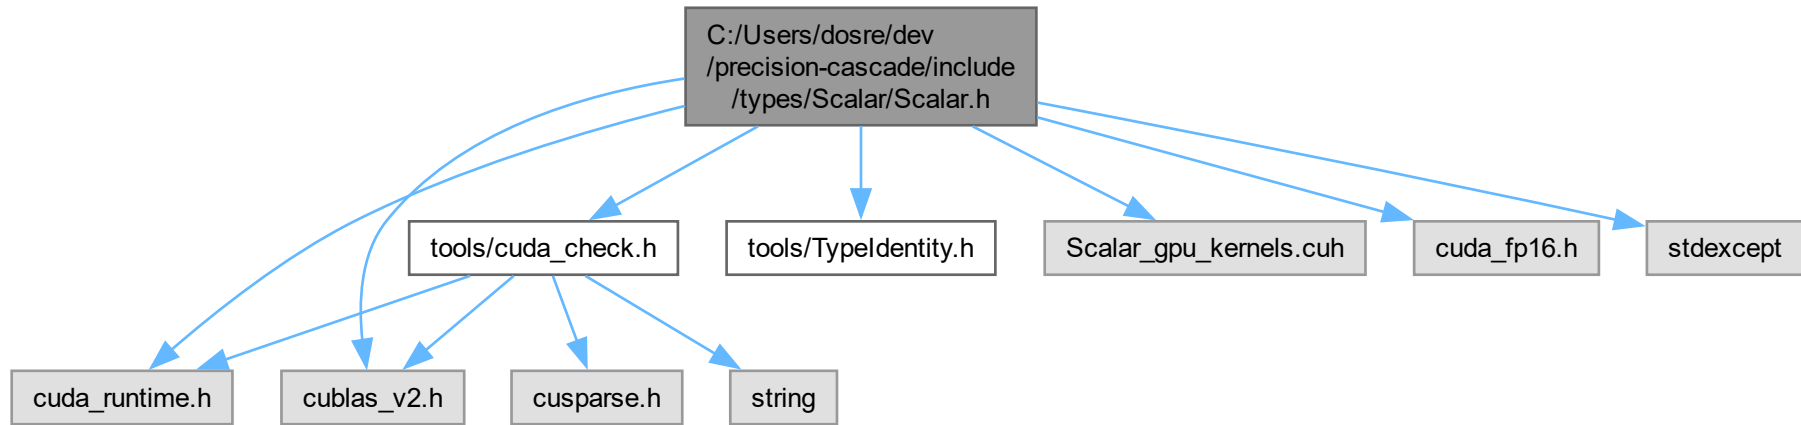 C:/Users/dosre/dev
/precision-cascade/include
/types/Scalar/Scalar.h
tools/cuda_check.h
tools/TypeIdentity.h
Scalar_gpu_kernels.cuh
cuda_fp16.h
stdexcept
cuda_runtime.h
cublas_v2.h
cusparse.h
string